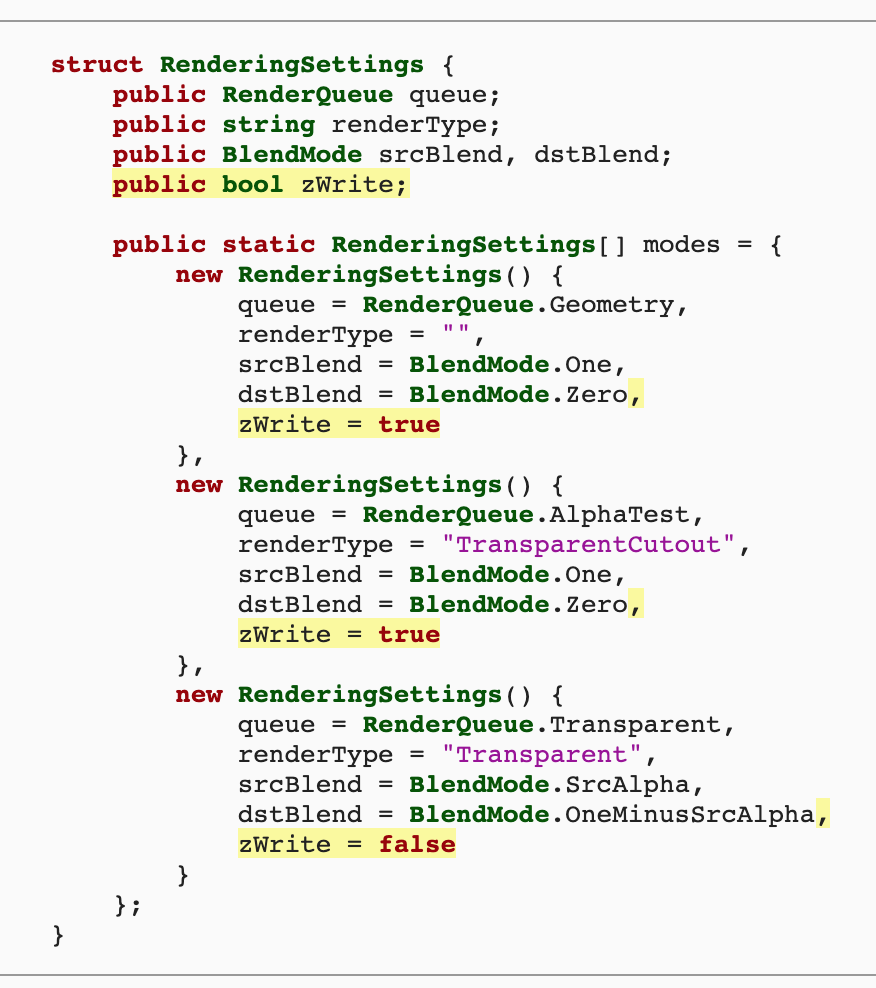 struct RenderingSettings {
    public RenderQueue queue;
    public string renderType;
    public BlendMode srcBlend, dstBlend;
    public bool zWrite;

    public static RenderingSettings[] modes = {
        new RenderingSettings() {
            queue = RenderQueue.Geometry,
            renderType = "",
            srcBlend = BlendMode.One,
            dstBlend = BlendMode.Zero,
            zWrite = true
        },
        new RenderingSettings() {
            queue = RenderQueue.AlphaTest,
            renderType = "TransparentCutout",
            srcBlend = BlendMode.One,
            dstBlend = BlendMode.Zero,
            zWrite = true
        },
        new RenderingSettings() {
            queue = RenderQueue.Transparent,
            renderType = "Transparent",
            srcBlend = BlendMode.SrcAlpha,
            dstBlend = BlendMode.OneMinusSrcAlpha,
            zWrite = false
        }
    };
}